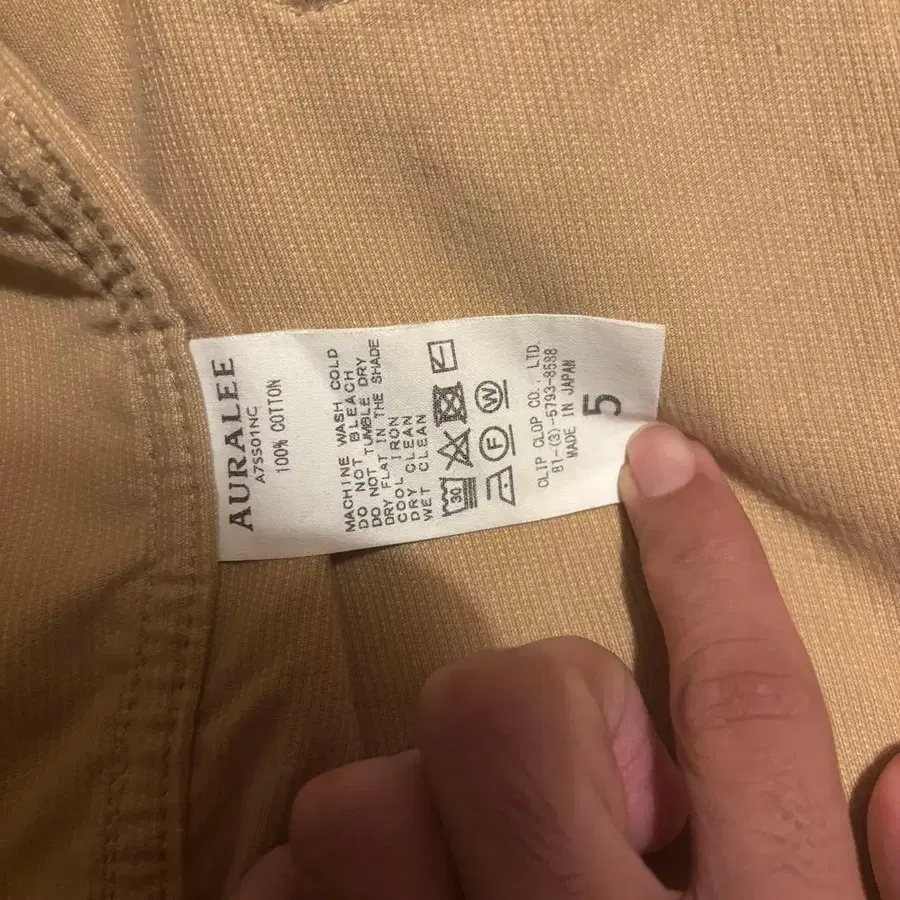 AURALEE
A7SS01NC
100% COTTON
MACHINE WASH COLD
DO NOT BLEACH
DO NOT TUMBLE DRY
DRY FLAT IN THE SHADE
COOL IRON
DRY CLEAN
WET CLEAN
30
F W
CLIP CLOP CO., LTD.
81-(3)-5793-8588
MADE IN JAPAN
5